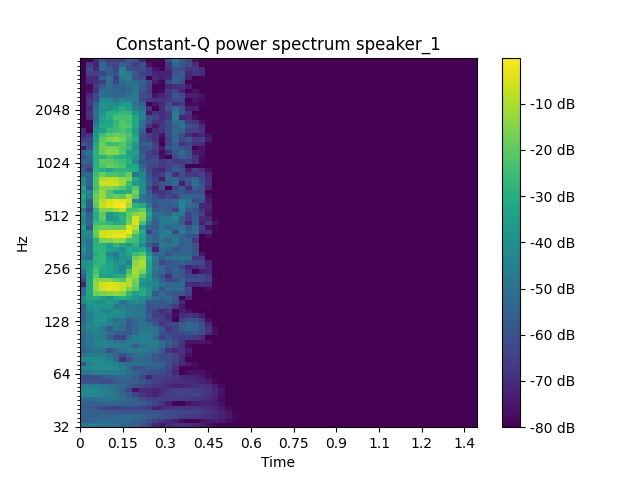 Constant-Q power spectrum speaker_1
Hz
2048
1024
512
256
128
64
32
0 0.15 0.3 0.45 0.6 0.75 0.9 1.1 1.2 1.4
Time
-10 dB
-20 dB
-30 dB
-40 dB
-50 dB
-60 dB
-70 dB
-80 dB